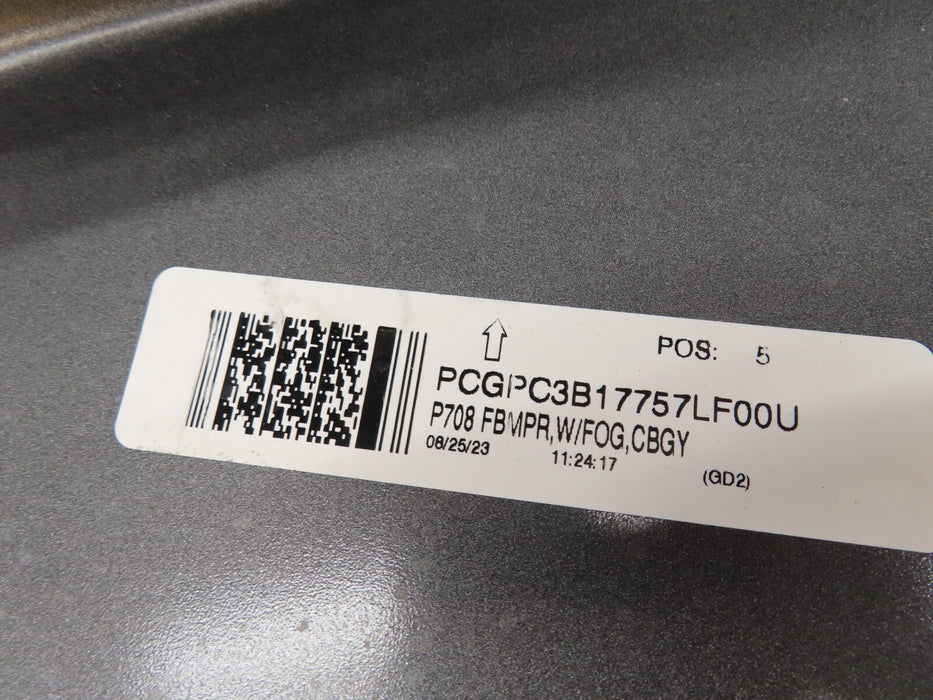 POS: 5
PCGPC3B17757LF00U
P708 FBMPR,W/FOG,CBGY
08/25/23 11:24:17
(GD2)